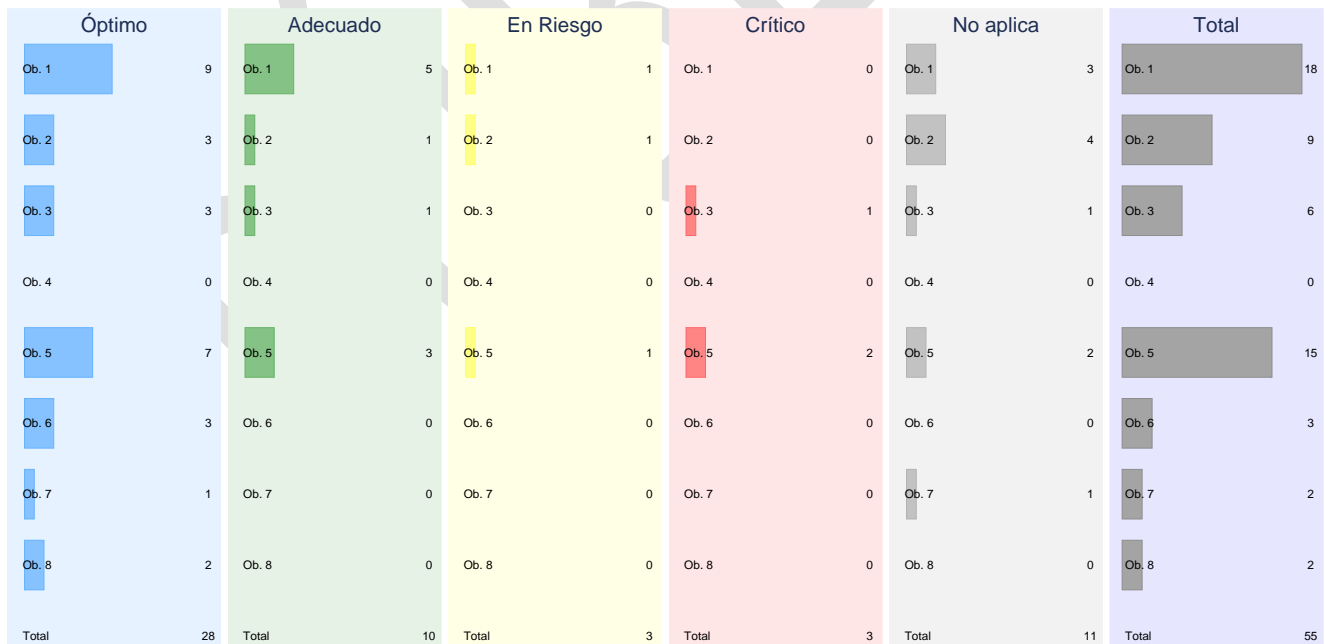 Óptimo Adecuado En Riesgo Crítico No aplica Total
Ob. 1 9 Ob. 1 5 Ob. 1 1 Ob. 1 0 Ob. 1 3 Ob. 1 18
Ob. 2 3 Ob. 2 1 Ob. 2 1 Ob. 2 0 Ob. 2 4 Ob. 2 9
Ob. 3 3 Ob. 3 1 Ob. 3 0 Ob. 3 1 Ob. 3 1 Ob. 3 6
Ob. 4 0 Ob. 4 0 Ob. 4 0 Ob. 4 0 Ob. 4 0 Ob. 4 0
Ob. 5 7 Ob. 5 3 Ob. 5 1 Ob. 5 2 Ob. 5 2 Ob. 5 15
Ob. 6 3 Ob. 6 0 Ob. 6 0 Ob. 6 0 Ob. 6 0 Ob. 6 3
Ob. 7 1 Ob. 7 0 Ob. 7 0 Ob. 7 0 Ob. 7 1 Ob. 7 2
Ob. 8 2 Ob. 8 0 Ob. 8 0 Ob. 8 0 Ob. 8 0 Ob. 8 2
Total 28 Total 10 Total 3 Total 3 Total 11 Total 55